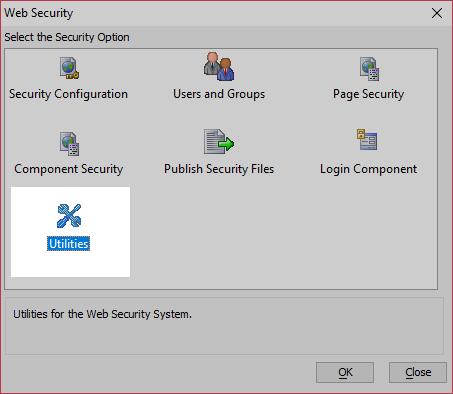 Web Security
Select the Security Option
Security Configuration
Users and Groups
Page Security
Component Security
Publish Security Files
Login Component
Utilities
Utilities for the Web Security System.
OK
Close